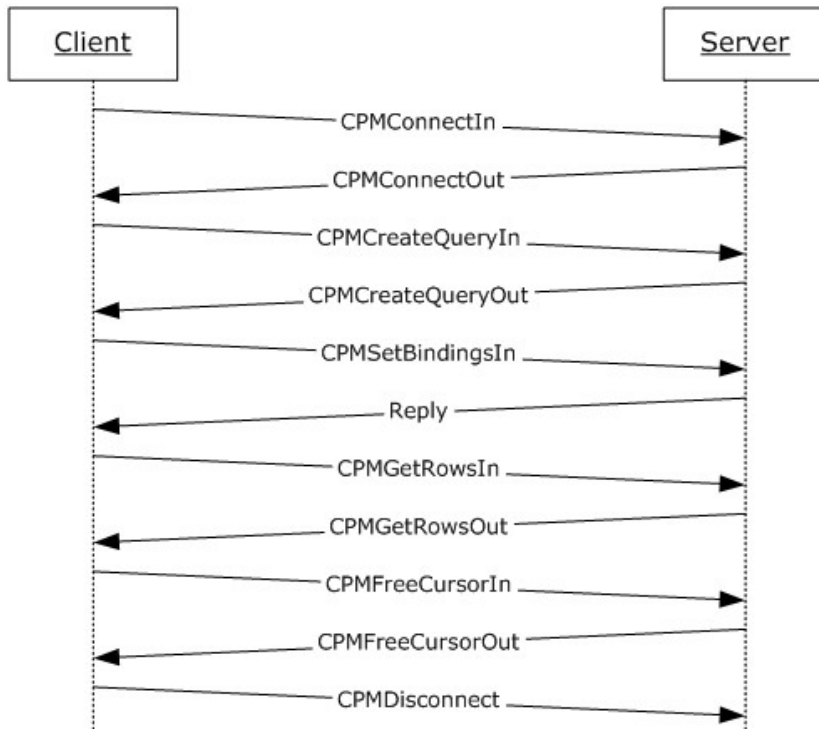 Client
Server
CPMConnectIn
CPMConnectOut
CPMCreateQueryIn
CPMCreateQueryOut
CPMSetBindingsIn
Reply
CPMGetRowsIn
CPMGetRowsOut
CPMFreeCursorIn
CPMFreeCursorOut
CPMDisconnect